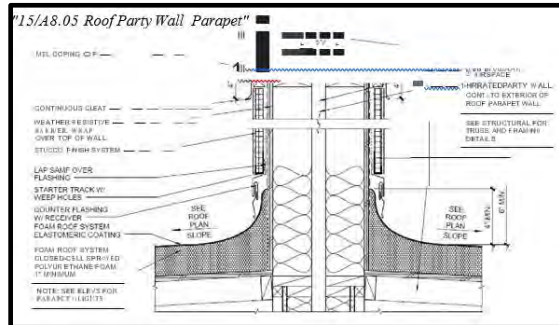 "15/A8.05 Roof Party Wall Parapet"
CONTINUOUS CLEAT
WEATHER RESISTIVE
BARRIER, WRAP
OVER TOP OF WALL
STUCCO FINISH SYSTEM
LAP SAMF OVER
FLASHING
STARTER TRACK W/
WEEP HOLES
COUNTER FLASHING
W/ RECEIVER
FOAM ROOF SYSTEM
ELASTOMERIC COATING
FOAM ROOF SYSTEM
CLOSED-CELL SPRAYED
POLYURETHANE FOAM
1" MINIMUM
NOTE: SEE ELEVS FOR
PARAPET HEIGHTS
SEE
ROOF
PLAN
SLOPE
SEE
ROOF
PLAN
SLOPE
4" MIN.
6" MIN.
AIRSPACE
PARTY WALL
CONT. TO EXTERIOR OF
ROOF PARAPET WALL
SEE STRUCTURAL FOR
TRUSS AND FRAMING
DETAILS